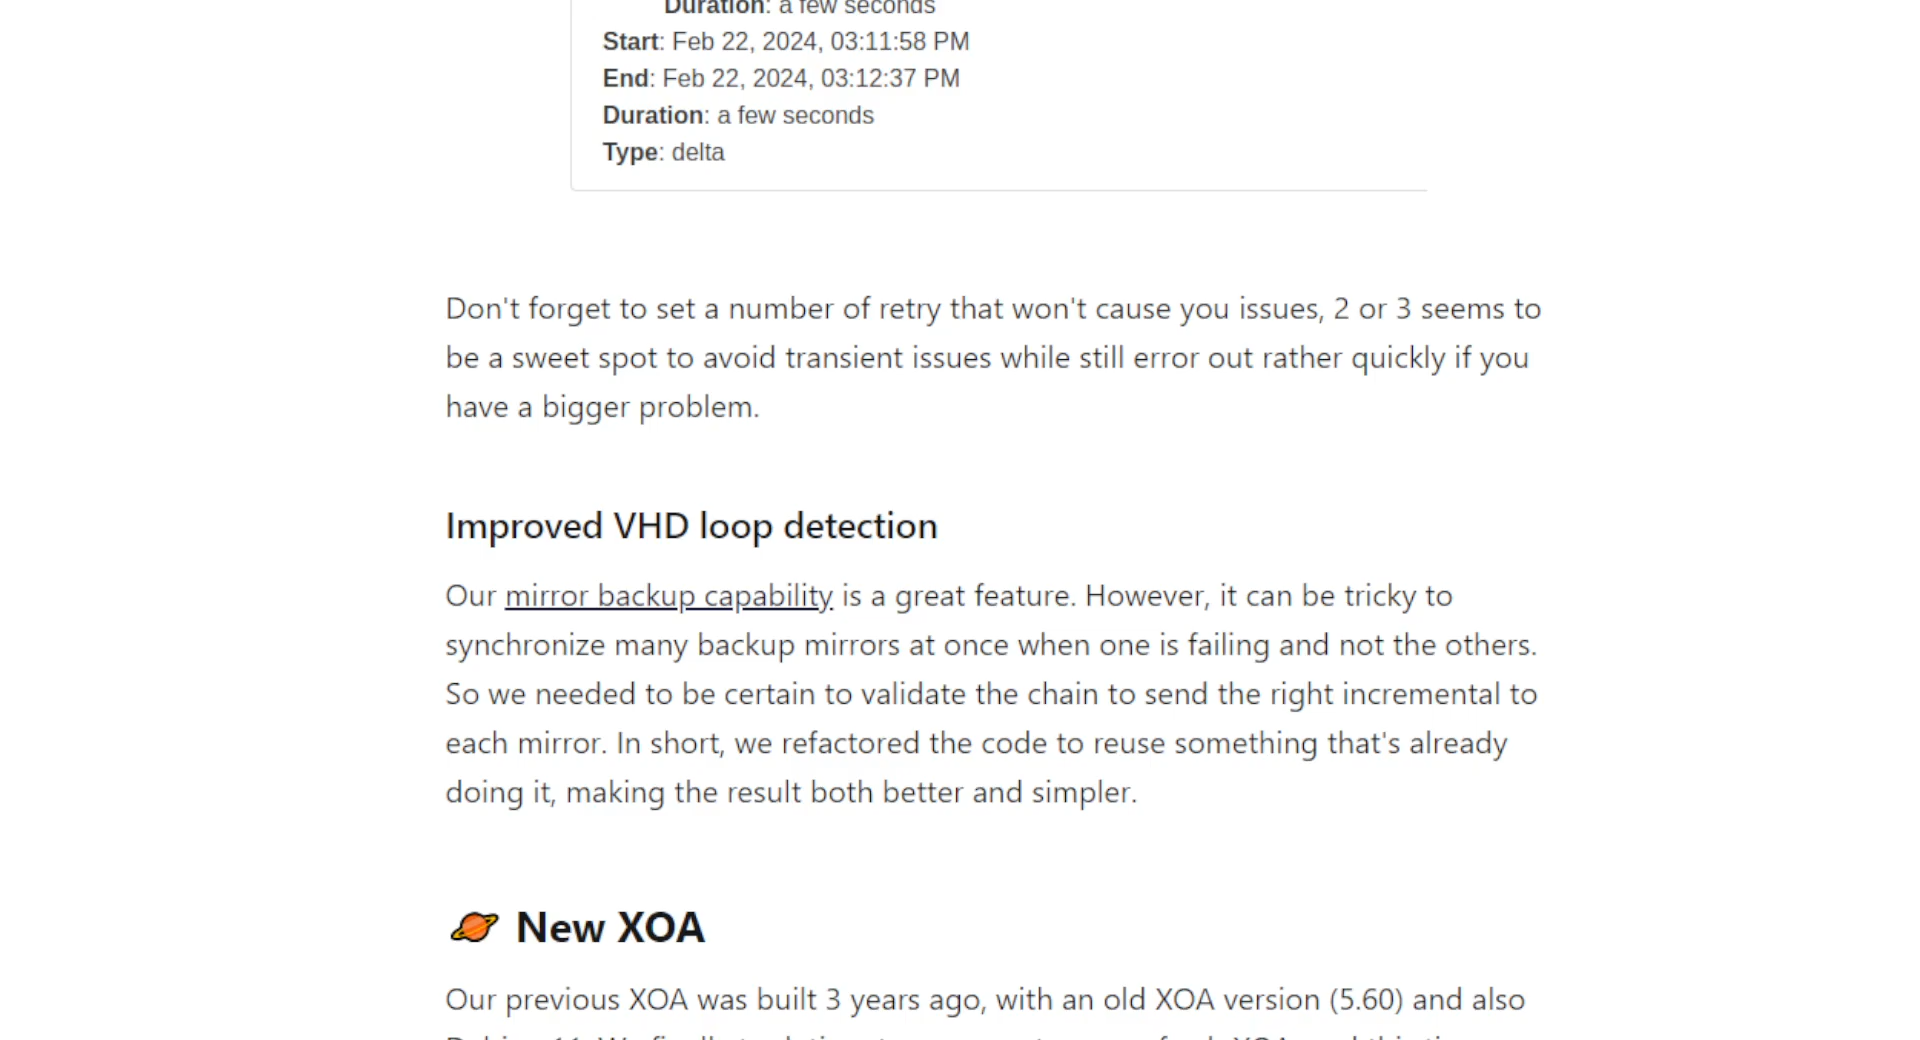 Duration: a few seconds
Start: Feb 22, 2024, 03:11:58 PM
End: Feb 22, 2024, 03:12:37 PM
Duration: a few seconds
Type: delta
Don't forget to set a number of retry that won't cause you issues, 2 or 3 seems to
be a sweet spot to avoid transient issues while still error out rather quickly if you
have a bigger problem.
Improved VHD loop detection
Our mirror backup capability is a great feature. However, it can be tricky to
synchronize many backup mirrors at once when one is failing and not the others.
So we needed to be certain to validate the chain to send the right incremental to
each mirror. In short, we refactored the code to reuse something that's already
doing it, making the result both better and simpler.
🪐 New XOA
Our previous XOA was built 3 years ago, with an old XOA version (5.60) and also